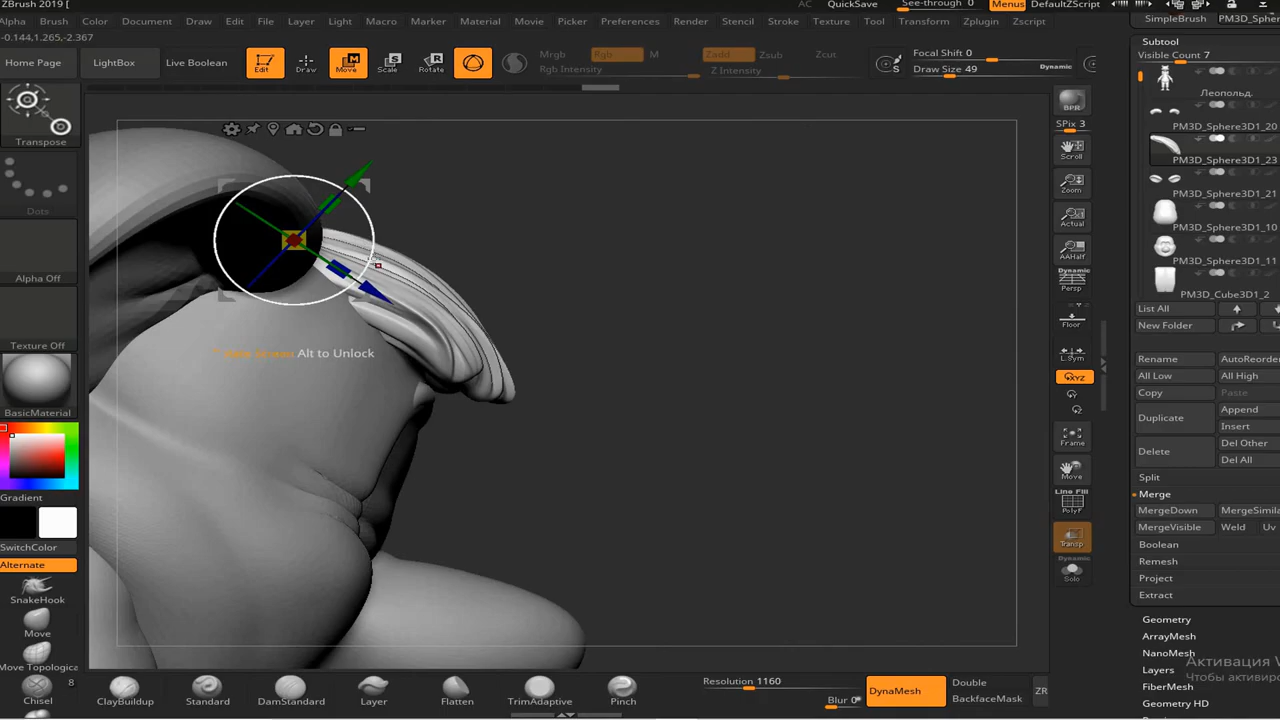 ZBrush 2019 [
AC QuickSave See-through 0 Menus DefaultZScript
Alpha Brush Color Document Draw Edit File Layer Light Macro Marker Material Movie Picker Preferences Render Stencil Stroke Texture Tool Transform Zplugin Zscript
-0.144,1.265,-2.367
Home Page LightBox Live Boolean
Edit Draw Move Scale Rotate
Mrgb Rgb M Zadd Zsub Zcut
Rgb Intensity Z Intensity
Focal Shift 0
Draw Size 49 Dynamic
SimpleBrush
Transpose
Dots
Alpha Off
Texture Off
BasicMaterial
Gradient
SwitchColor
Alternate
SnakeHook
Move
Move Topological
Chisel 8
Alt to Unlock
BPR
SPix 3
Scroll
Zoom
Actual
AAHalf
Dynamic
Persp
Floor
L.Sym
XYZ
Frame
Move
Line Fill
PolyF
Transp
Dynamic
Solo
Subtool
Visible Count 7
Леопольд.
PM3D_Sphere3D1_20
PM3D_Sphere3D1_23
PM3D_Sphere3D1_21
PM3D_Sphere3D1_10
PM3D_Sphere3D1_11
PM3D_Cube3D1_2
List All
New Folder
Rename AutoReorder
All Low All High
Copy Paste
Duplicate Append
Insert
Delete Del Other
Del All
Split
Merge
MergeDown
MergeVisible Weld Uv
Boolean
Remesh
Project
Extract
Geometry
ArrayMesh
NanoMesh
Layers
FiberMesh
Geometry HD
ClayBuildup Standard DamStandard Layer Flatten TrimAdaptive Pinch
Resolution 1160
Blur 0
DynaMesh
Double
BackfaceMask
ZR